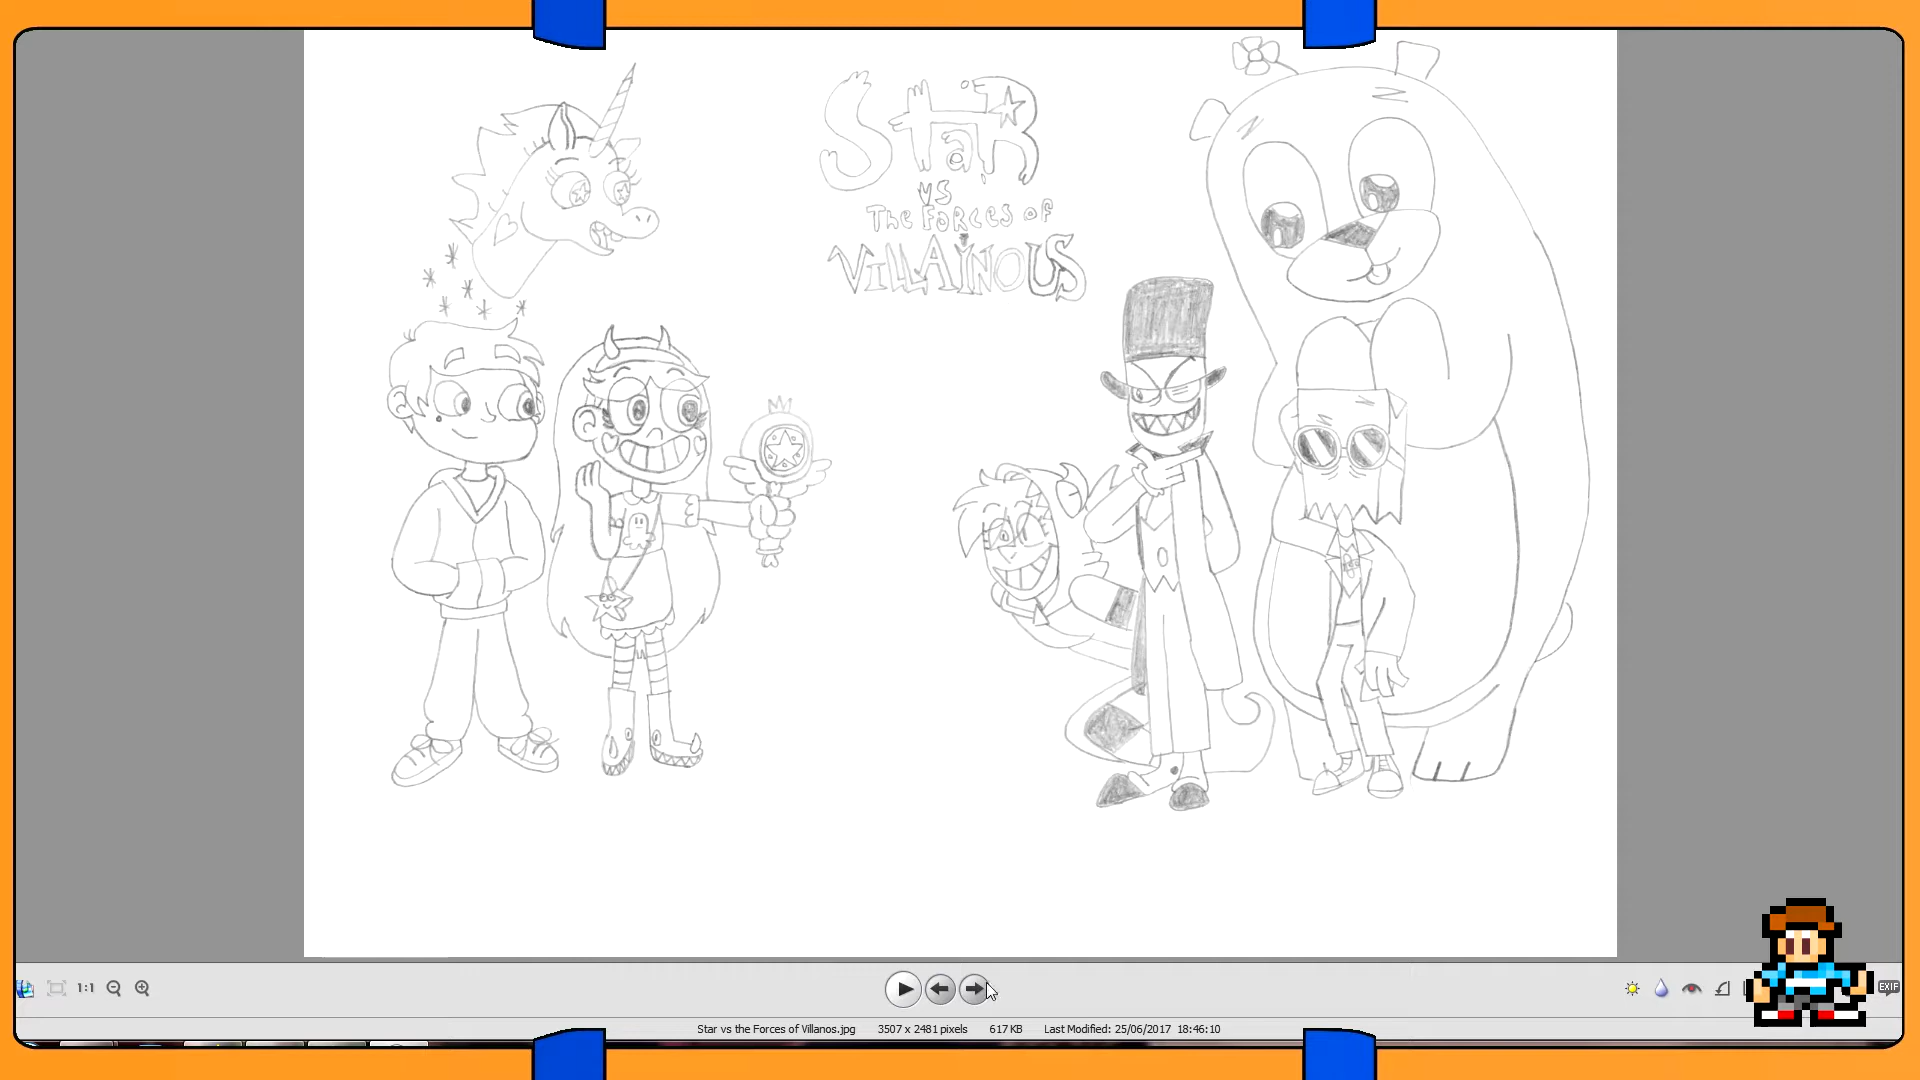 StaR
vs
The Forces of
VILLAINOUS
1:1
EXIF
Star vs the Forces of Villanos.jpg 3507 x 2481 pixels 617 KB Last Modified: 25/06/2017 18:46:10